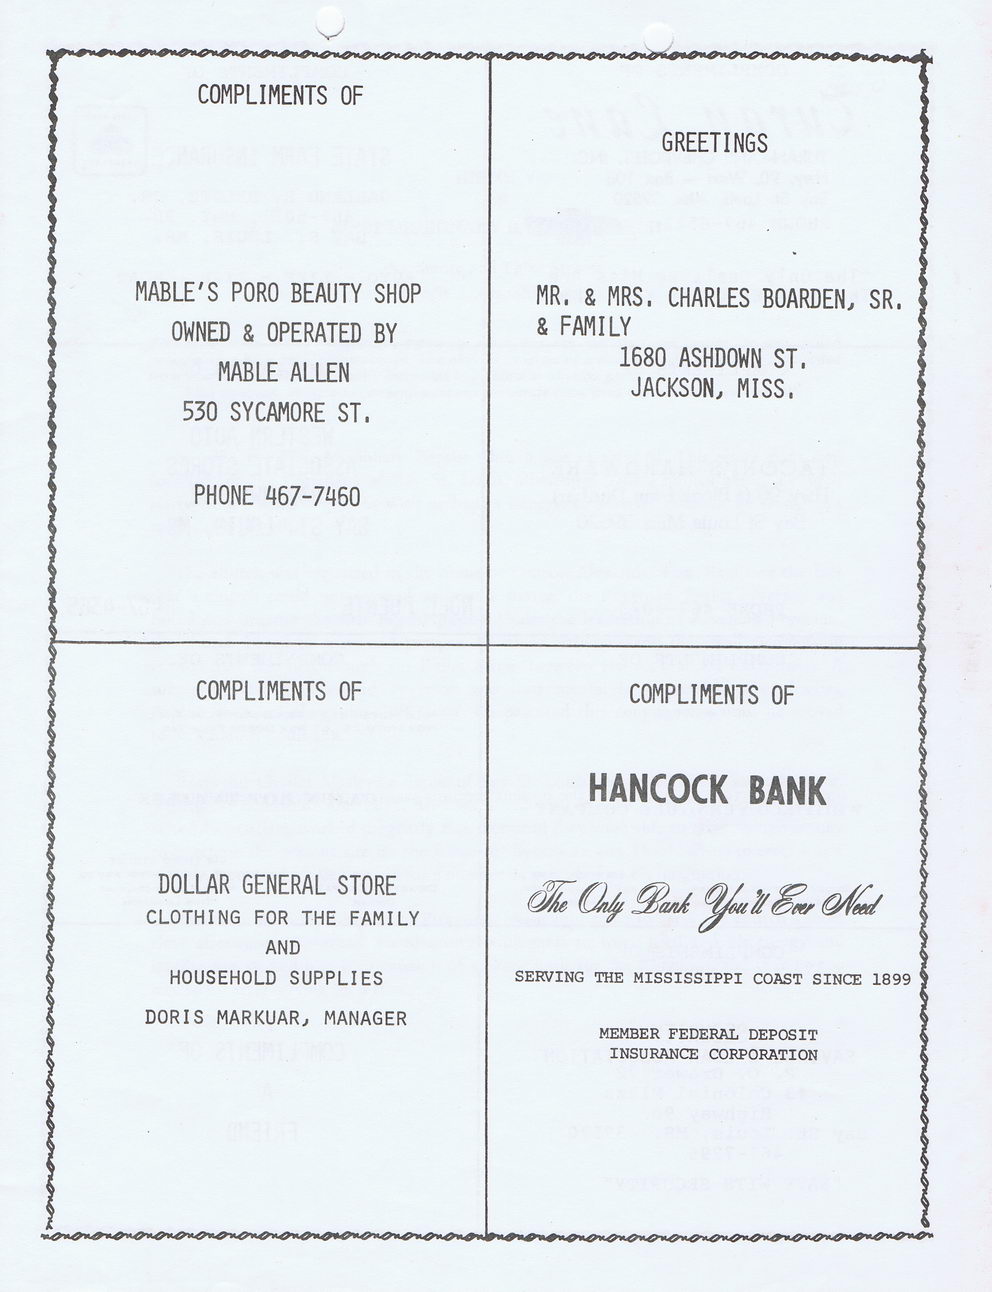 COMPLIMENTS OF
MABLE'S PORO BEAUTY SHOP
OWNED & OPERATED BY
MABLE ALLEN
530 SYCAMORE ST.
PHONE 467-7460
GREETINGS
MR. & MRS. CHARLES BOARDEN, SR.
& FAMILY
1680 ASHDOWN ST.
JACKSON, MISS.
COMPLIMENTS OF
DOLLAR GENERAL STORE
CLOTHING FOR THE FAMILY
AND
HOUSEHOLD SUPPLIES
DORIS MARKUAR, MANAGER
COMPLIMENTS OF
HANCOCK BANK
The Only Bank You'll Ever Need
SERVING THE MISSISSIPPI COAST SINCE 1899
MEMBER FEDERAL DEPOSIT
INSURANCE CORPORATION